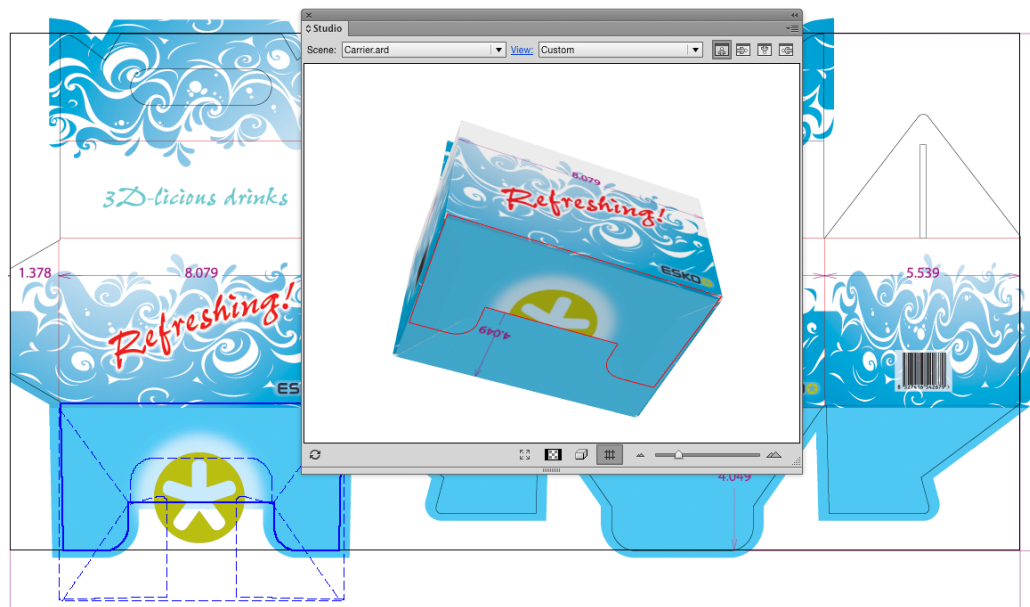 Studio
Scene: Carrier.ard View: Custom
8.079
Refreshing!
ESKO
4.049
3D-licious drinks
1.378
8.079
5.539
Refreshing!
ES
4.049